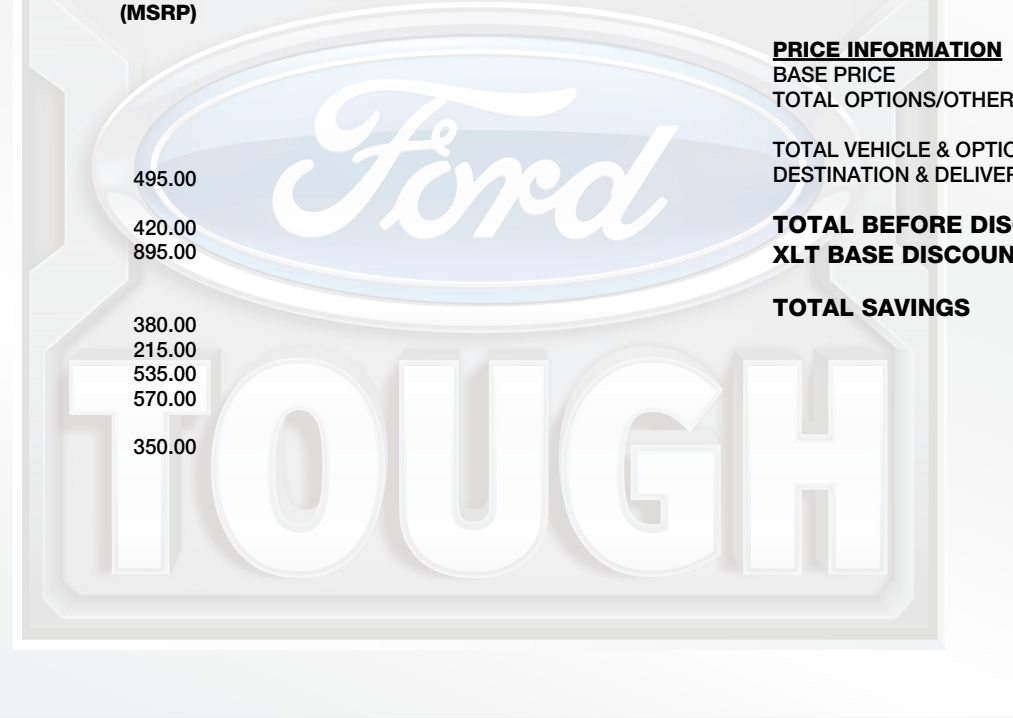 (MSRP)
495.00
420.00
895.00
380.00
215.00
535.00
570.00
350.00
PRICE INFORMATION
BASE PRICE
TOTAL OPTIONS/OTHER
TOTAL VEHICLE & OPTIO
DESTINATION & DELIVER
TOTAL BEFORE DIS
XLT BASE DISCOUN
TOTAL SAVINGS
Ford
TOUGH